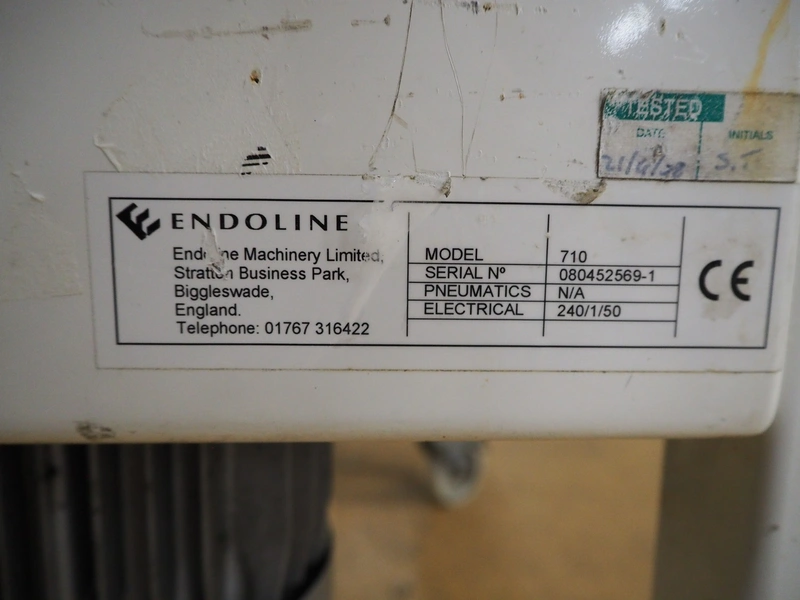 TESTED
DATE INITIALS
S.T
ENDOLINE
Endoline Machinery Limited,
Stratton Business Park,
Biggleswade,
England.
Telephone: 01767 316422
MODEL 710
SERIAL Nº 080452569-1
PNEUMATICS N/A
ELECTRICAL 240/1/50
CE